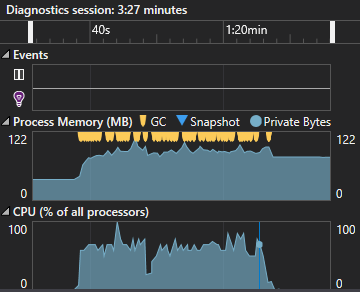 Diagnostics session: 3:27 minutes
40s 1:20min
Events
Process Memory (MB) GC Snapshot Private Bytes
122 122
0 0
CPU (% of all processors)
100 100
0 0